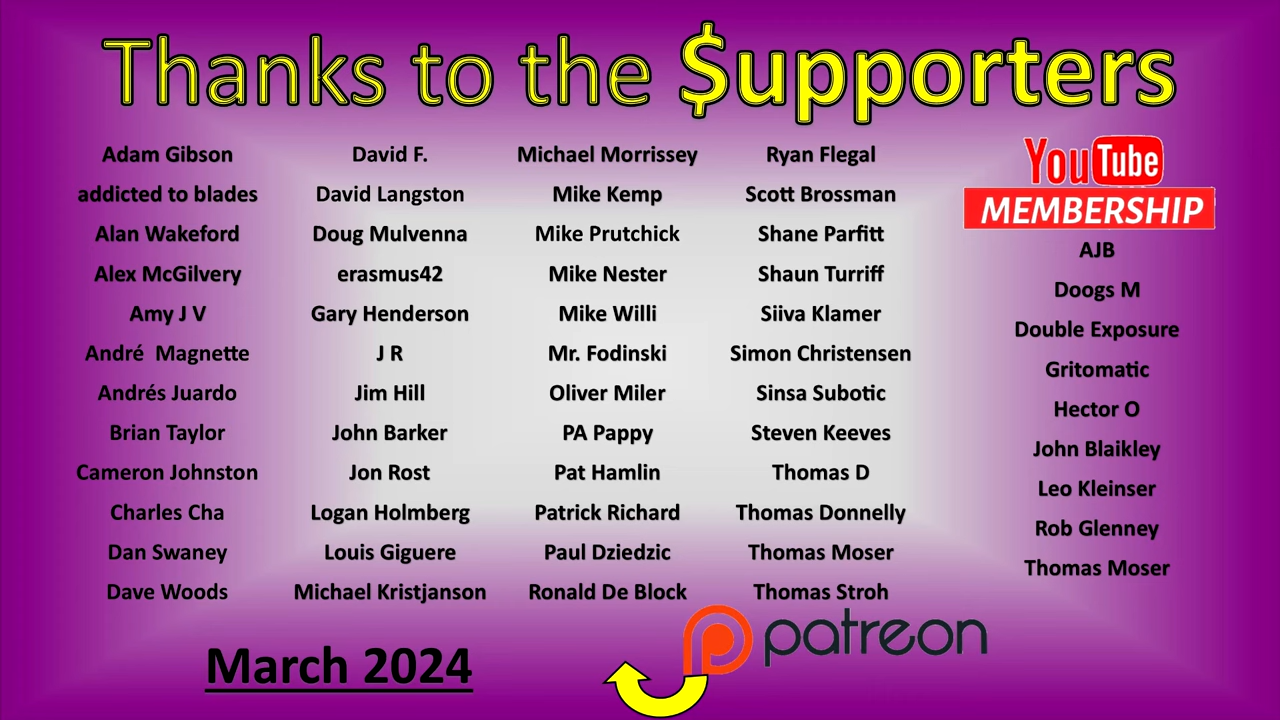 Thanks to the $upporters
Adam Gibson
addicted to blades
Alan Wakeford
Alex McGilvery
Amy J V
André  Magnette
Andrés Juardo
Brian Taylor
Cameron Johnston
Charles Cha
Dan Swaney
Dave Woods
David F.
David Langston
Doug Mulvenna
erasmus42
Gary Henderson
J R
Jim Hill
John Barker
Jon Rost
Logan Holmberg
Louis Giguere
Michael Kristjanson
Michael Morrissey
Mike Kemp
Mike Prutchick
Mike Nester
Mike Willi
Mr. Fodinski
Oliver Miler
PA Pappy
Pat Hamlin
Patrick Richard
Paul Dziedzic
Ronald De Block
Ryan Flegal
Scott Brossman
Shane Parfitt
Shaun Turriff
Siiva Klamer
Simon Christensen
Sinsa Subotic
Steven Keeves
Thomas D
Thomas Donnelly
Thomas Moser
Thomas Stroh
YouTube
MEMBERSHIP
AJB
Doogs M
Double Exposure
Gritomatic
Hector O
John Blaikley
Leo Kleinser
Rob Glenney
Thomas Moser
patreon
March 2024